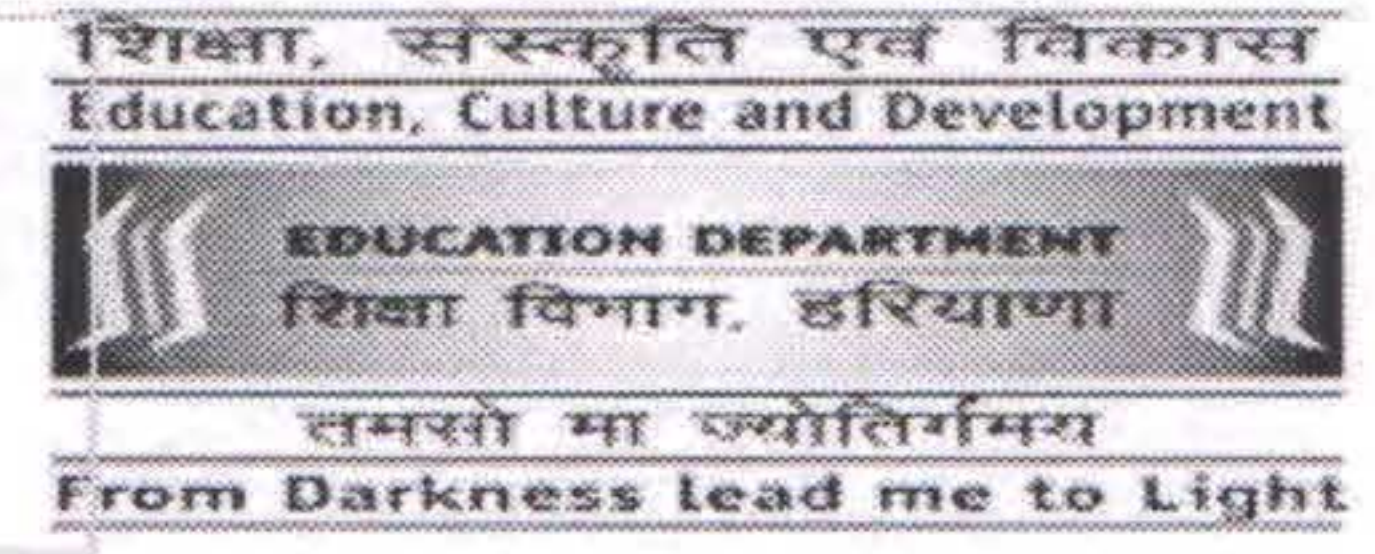 शिक्षा, संस्कृति एवं विकास
Education, Culture and Development
EDUCATION DEPARTMENT
शिक्षा विभाग, हरियाणा
तमसो मा ज्योतिर्गमय
From Darkness lead me to Light